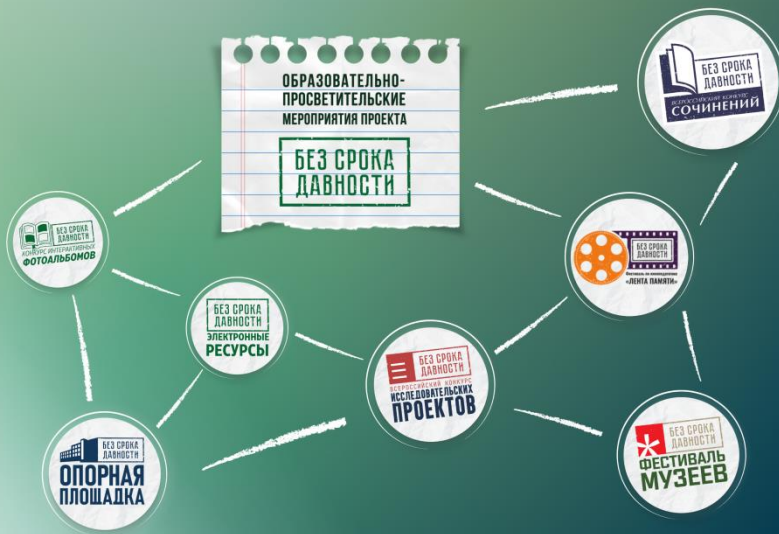 ОБРАЗОВАТЕЛЬНО-
ПРОСВЕТИТЕЛЬСКИЕ
МЕРОПРИЯТИЯ ПРОЕКТА
БЕЗ СРОКА
ДАВНОСТИ
БЕЗ СРОКА
ДАВНОСТИ
ВСЕРОССИЙСКИЙ КОНКУРС
СОЧИНЕНИЙ
БЕЗ СРОКА
ДАВНОСТИ
КОНКУРС ИНТЕРАКТИВНЫХ
ФОТОАЛЬБОМОВ
БЕЗ СРОКА
ДАВНОСТИ
«ЛЕНТА ПАМЯТИ»
БЕЗ СРОКА
ДАВНОСТИ
ЭЛЕКТРОННЫЕ
РЕСУРСЫ
БЕЗ СРОКА
ДАВНОСТИ
ВСЕРОССИЙСКИЙ КОНКУРС
ИССЛЕДОВАТЕЛЬСКИХ
ПРОЕКТОВ
БЕЗ СРОКА
ДАВНОСТИ
ОПОРНАЯ
ПЛОЩАДКА
БЕЗ СРОКА
ДАВНОСТИ
ФЕСТИВАЛЬ
МУЗЕЕВ